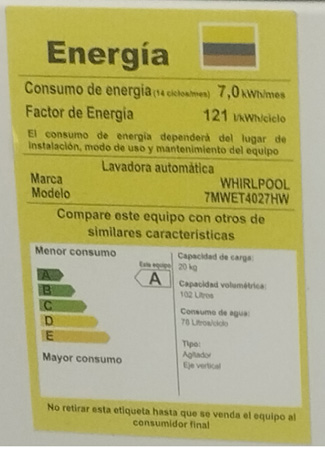 Energía
Consumo de energía (14 ciclos/mes) 7,0 kWh/mes
Factor de Energía 121 l/kWh/ciclo
El consumo de energía dependerá del lugar de
instalación, modo de uso y mantenimiento del equipo
Lavadora automática
Marca WHIRLPOOL
Modelo 7MWET4027HW
Compare este equipo con otros de
similares características
Menor consumo
Este equipo
A
A
B
C
D
E
Mayor consumo
Capacidad de carga:
20 kg
Capacidad volumétrica:
102 Litros
Consumo de agua:
78 Litros/ciclo
Tipo:
Agitador
Eje vertical
No retirar esta etiqueta hasta que se venda el equipo al
consumidor final